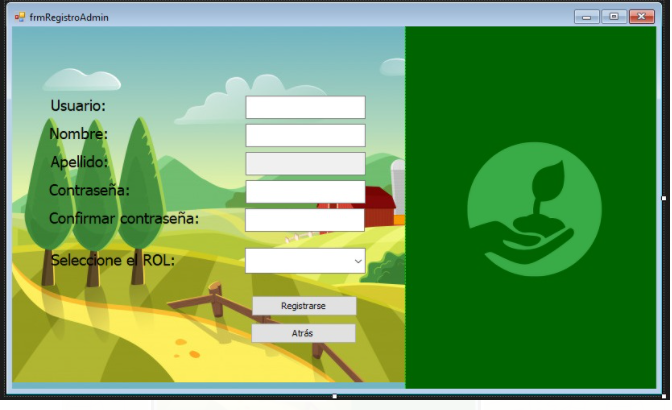 frmRegistroAdmin
Usuario:
Nombre:
Apellido:
Contraseña:
Confirmar contraseña:
Seleccione el ROL:
Registrarse
Atrás